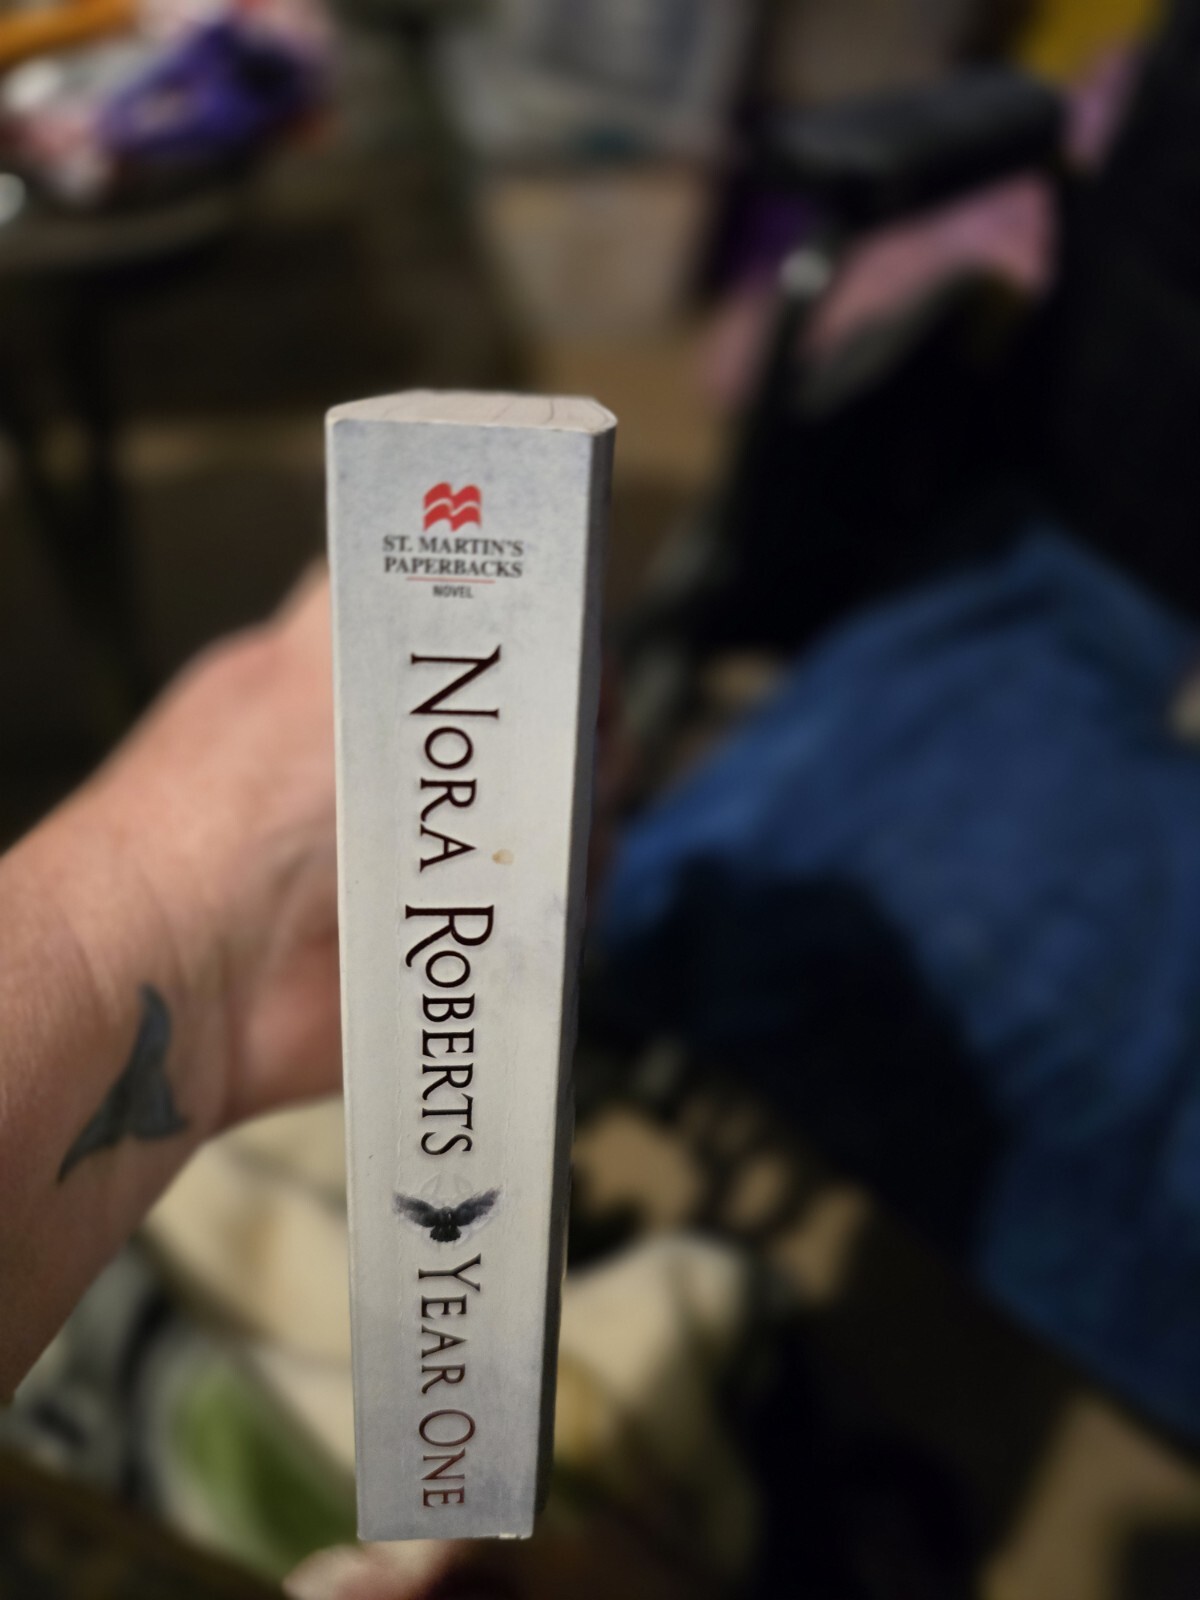 ST. MARTIN'S
PAPERBACKS
NOVEL
NORA ROBERTS
YEAR ONE